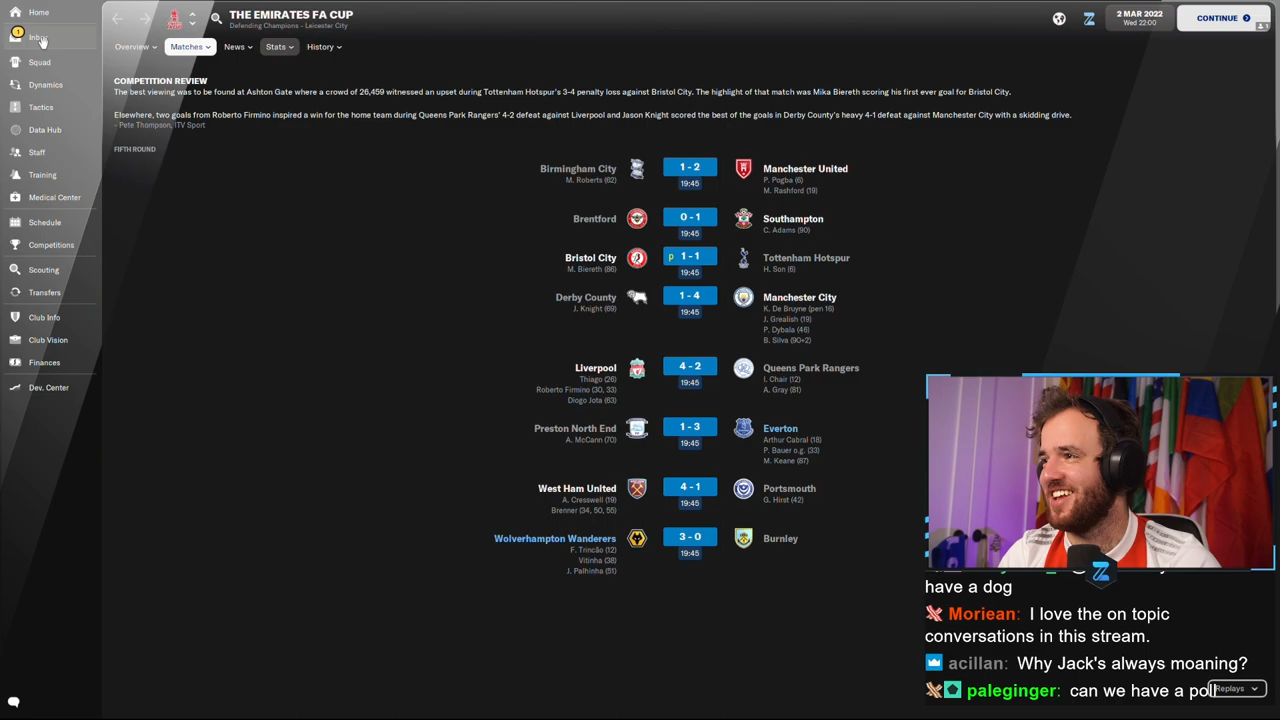 Home
1
Inbox
Squad
Dynamics
Tactics
Data Hub
Staff
Training
Medical Center
Schedule
Competitions
Scouting
Transfers
Club Info
Club Vision
Finances
Dev. Center
THE EMIRATES FA CUP
Defending Champions - Leicester City
2 MAR 2022
Wed 22:00
CONTINUE
1
Overview
Matches
News
Stats
History
COMPETITION REVIEW
The best viewing was to be found at Ashton Gate where a crowd of 26,459 witnessed an upset during Tottenham Hotspur's 3-4 penalty loss against Bristol City. The highlight of that match was Mika Biereth scoring his first ever goal for Bristol City.
Elsewhere, two goals from Roberto Firmino inspired a win for the home team during Queens Park Rangers' 4-2 defeat against Liverpool and Jason Knight scored the best of the goals in Derby County's heavy 4-1 defeat against Manchester City with a skidding drive.
- Pete Thompson, ITV Sport
FIFTH ROUND
Birmingham City 1 - 2 Manchester United
M. Roberts (62) 19:45 P. Pogba (6)
M. Rashford (19)
Brentford 0 - 1 Southampton
19:45 C. Adams (90)
Bristol City p 1 - 1 Tottenham Hotspur
M. Biereth (86) 19:45 H. Son (6)
Derby County 1 - 4 Manchester City
J. Knight (69) 19:45 K. De Bruyne (pen 16)
J. Grealish (19)
P. Dybala (46)
B. Silva (90+2)
Liverpool 4 - 2 Queens Park Rangers
Thiago (26) 19:45 I. Chair (12)
Roberto Firmino (30, 33) A. Gray (81)
Diogo Jota (63)
Preston North End 1 - 3 Everton
A. McCann (70) 19:45 Arthur Cabral (18)
P. Bauer o.g. (33)
M. Keane (87)
West Ham United 4 - 1 Portsmouth
A. Cresswell (19) 19:45 G. Hirst (42)
Brenner (34, 50, 55)
Wolverhampton Wanderers 3 - 0 Burnley
F. Trincão (12) 19:45
Vitinha (38)
J. Palhinha (51)
have a dog
Moriean: I love the on topic
conversations in this stream.
acillan: Why Jack's always moaning?
paleginger: can we have a poll
Replays